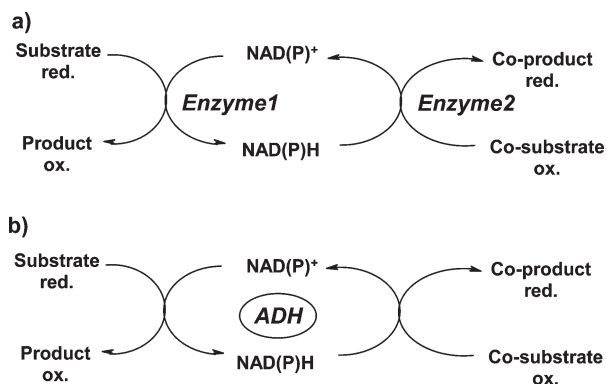 a)
Substrate
red.
NAD(P)+
Co-product
red.
Enzyme1
Enzyme2
Product
ox.
NAD(P)H
Co-substrate
ox.
b)
Substrate
red.
NAD(P)+
Co-product
red.
ADH
Product
ox.
NAD(P)H
Co-substrate
ox.